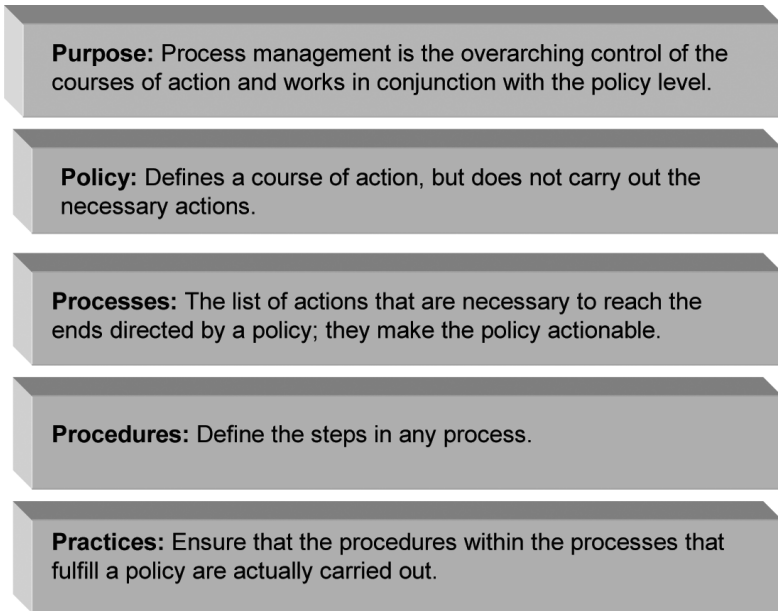 Purpose: Process management is the overarching control of the
courses of action and works in conjunction with the policy level.
Policy: Defines a course of action, but does not carry out the
necessary actions.
Processes: The list of actions that are necessary to reach the
ends directed by a policy; they make the policy actionable.
Procedures: Define the steps in any process.
Practices: Ensure that the procedures within the processes that
fulfill a policy are actually carried out.